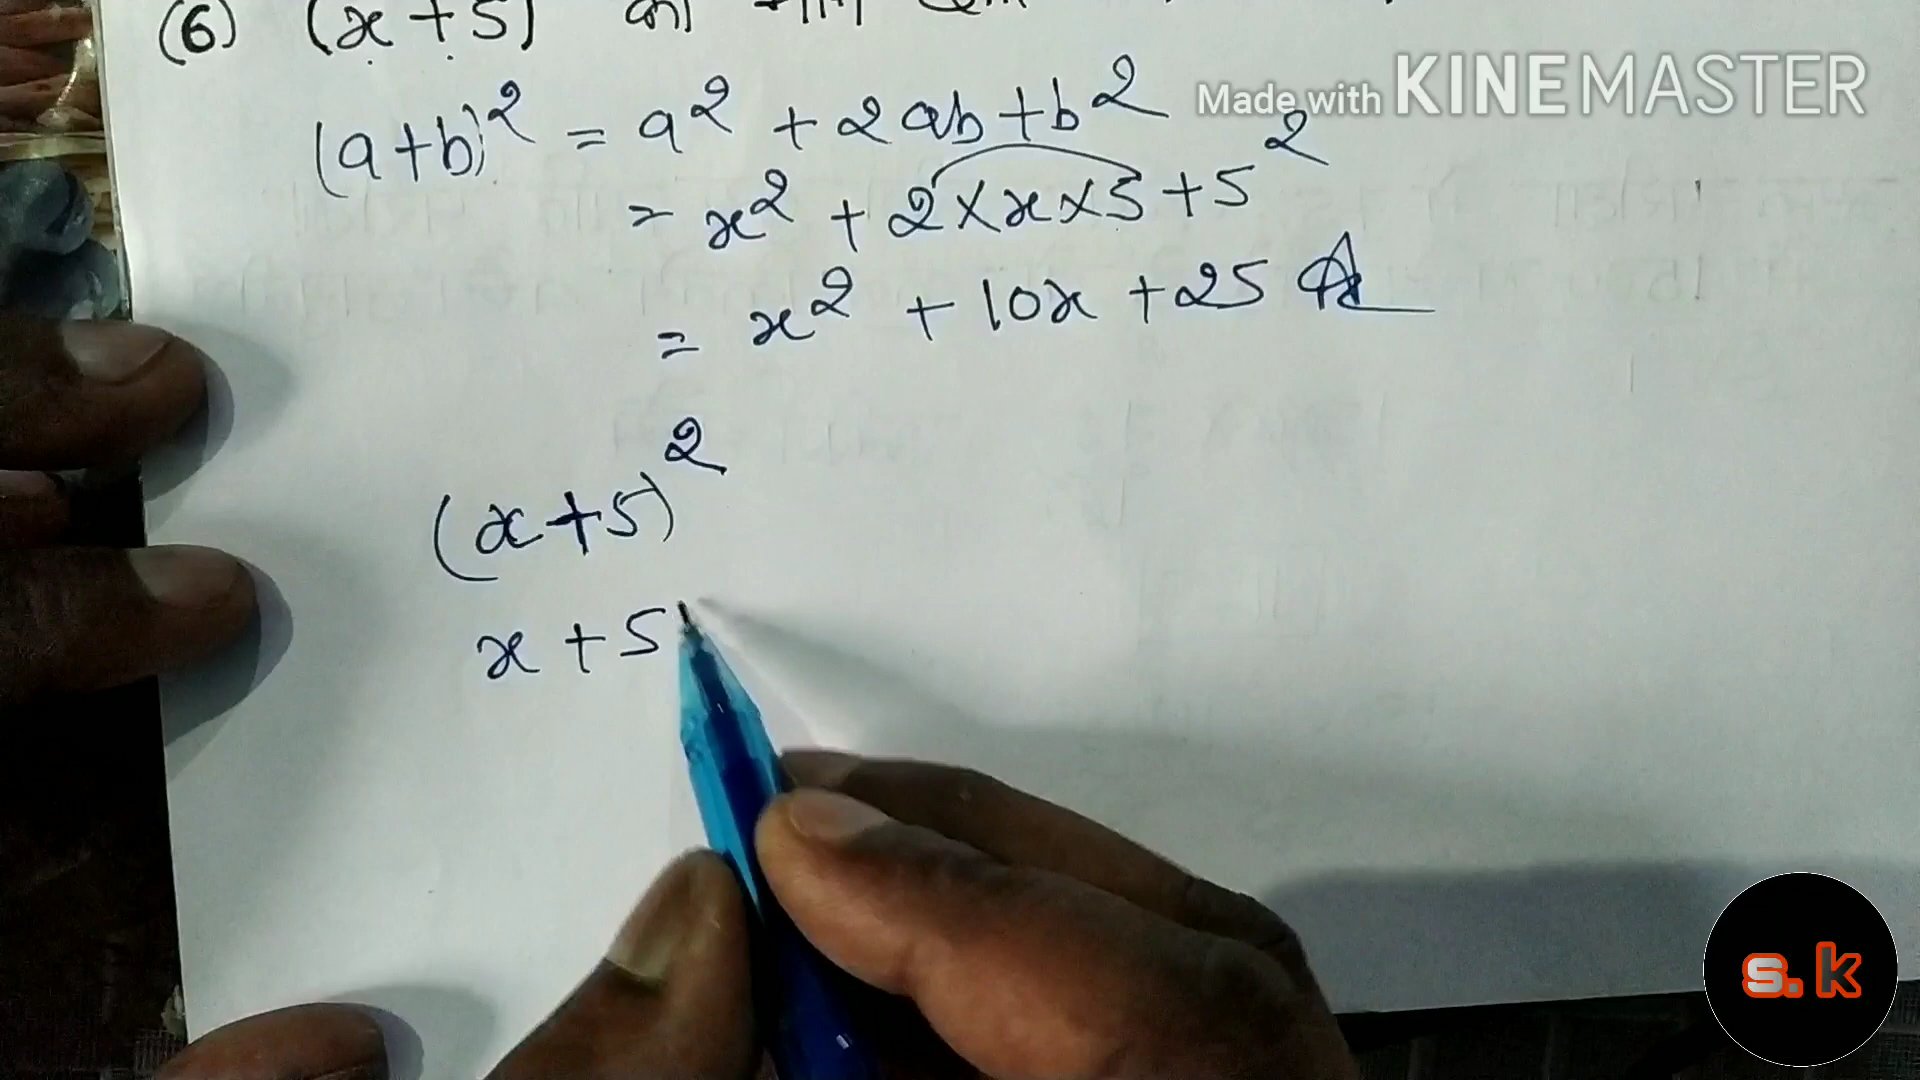 (6) (x+5) का मान
(a+b)² = a² + 2ab + b²
Made with KINEMASTER
= x² + 2×x×5 + 5²
= x² + 10x + 25
(x+5)²
x + 5
s.k